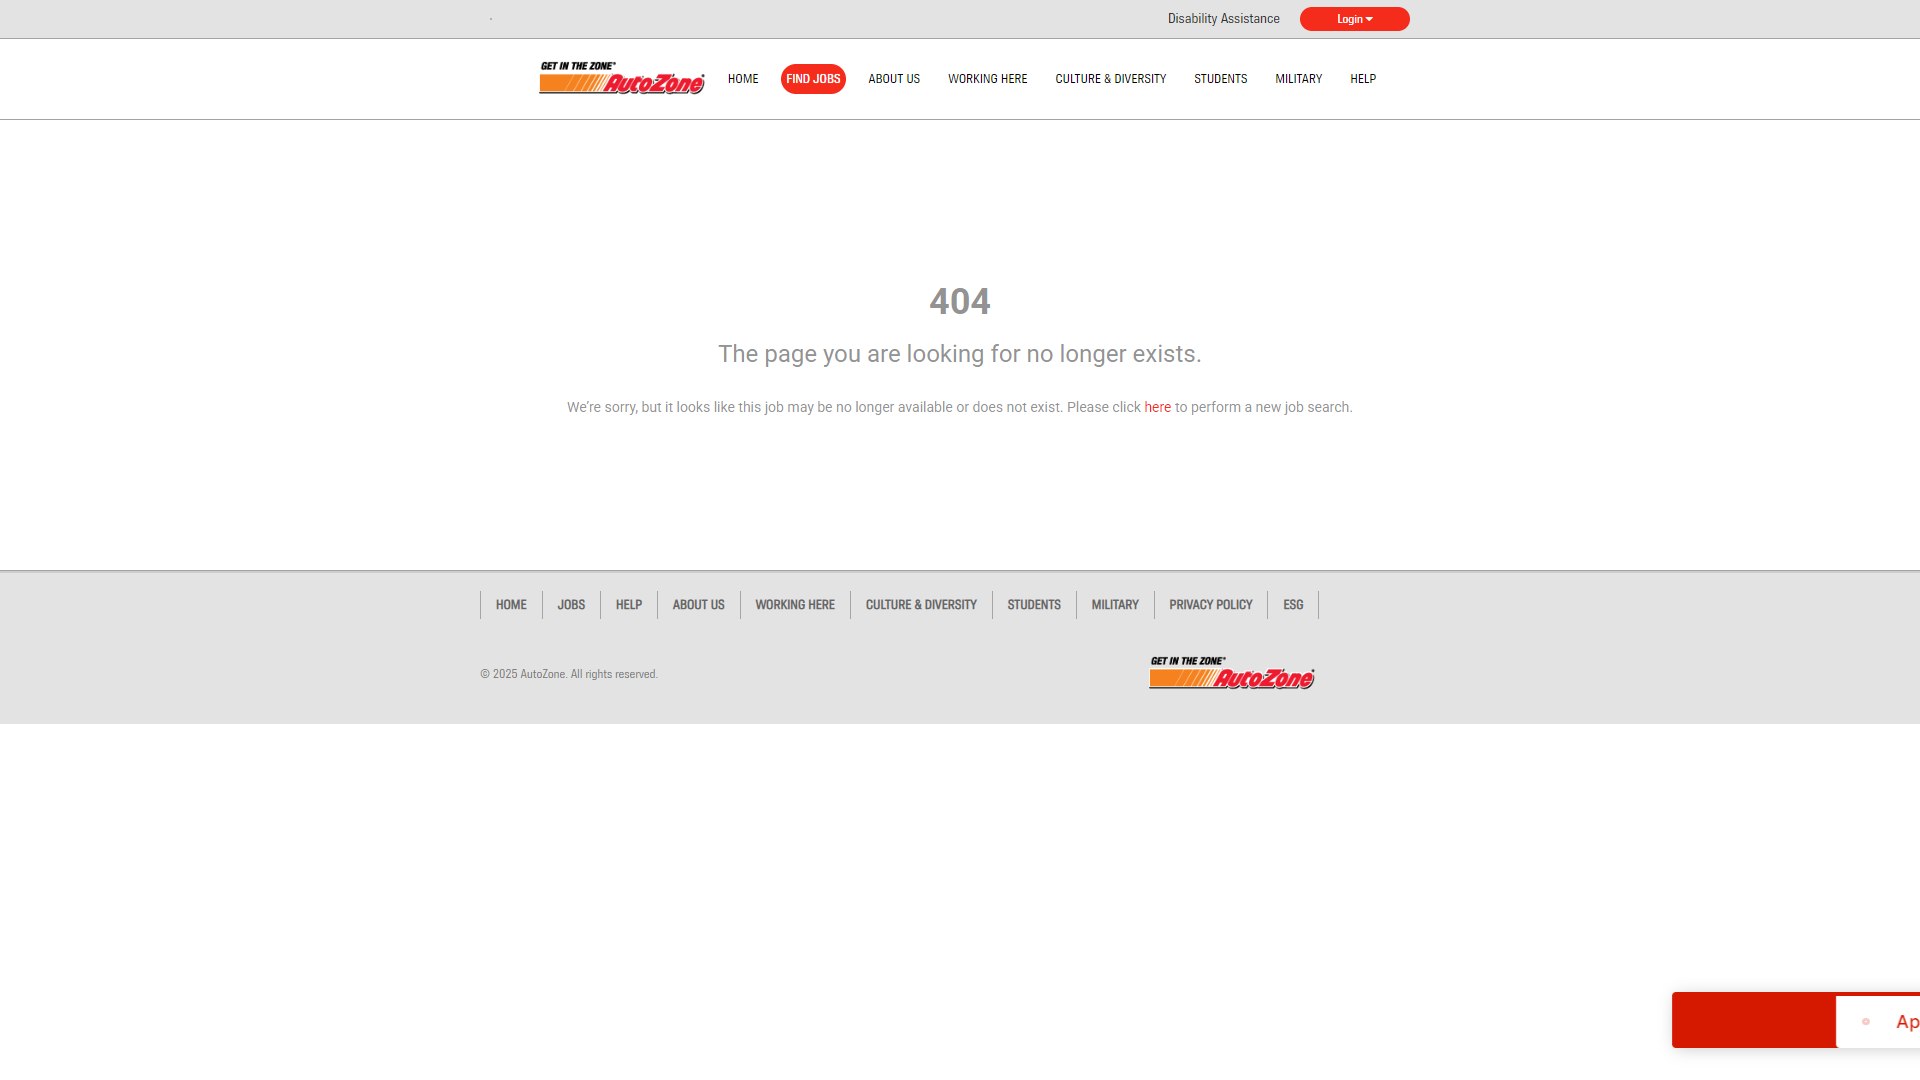 Disability Assistance
Login
GET IN THE ZONE®
AutoZone
HOME
FIND JOBS
ABOUT US
WORKING HERE
CULTURE & DIVERSITY
STUDENTS
MILITARY
HELP
404
The page you are looking for no longer exists.
We're sorry, but it looks like this job may be no longer available or does not exist. Please click here to perform a new job search.
HOME
JOBS
HELP
ABOUT US
WORKING HERE
CULTURE & DIVERSITY
STUDENTS
MILITARY
PRIVACY POLICY
ESG
© 2025 AutoZone. All rights reserved.
GET IN THE ZONE®
AutoZone
Ap